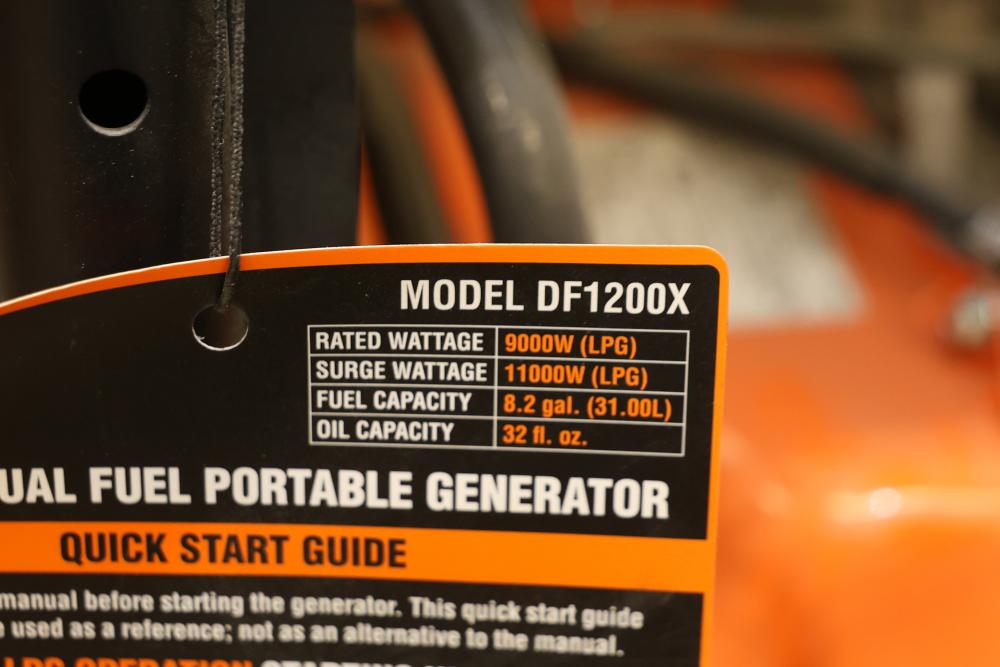 MODEL DF1200X
RATED WATTAGE 9000W (LPG)
SURGE WATTAGE 11000W (LPG)
FUEL CAPACITY 8.2 gal. (31.00L)
OIL CAPACITY 32 fl. oz.
UAL FUEL PORTABLE GENERATOR
QUICK START GUIDE
manual before starting the generator. This quick start guide
used as a reference; not as an alternative to the manual.
OPERATION